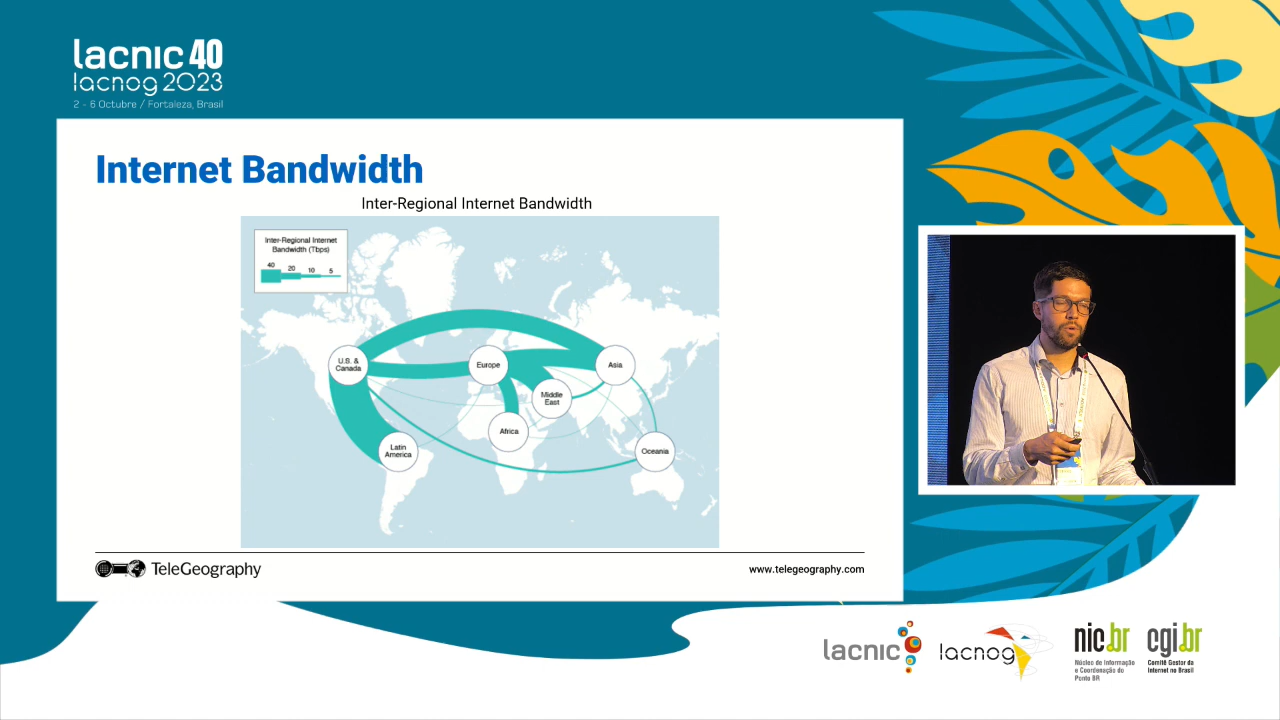 lacnic 40
lacnog 2023
2 - 6 Octubre / Fortaleza, Brasil
Internet Bandwidth
Inter-Regional Internet Bandwidth
Inter-Regional Internet
Bandwidth (Tbps)
40 20 10 5
U.S. &
Canada
Europe
Asia
Middle
East
Africa
Latin
America
Oceania
TeleGeography
www.telegeography.com
lacnic
lacnog
nic.br
Núcleo de Informação
e Coordenação do
Ponto BR
cgi.br
Comitê Gestor da
Internet no Brasil